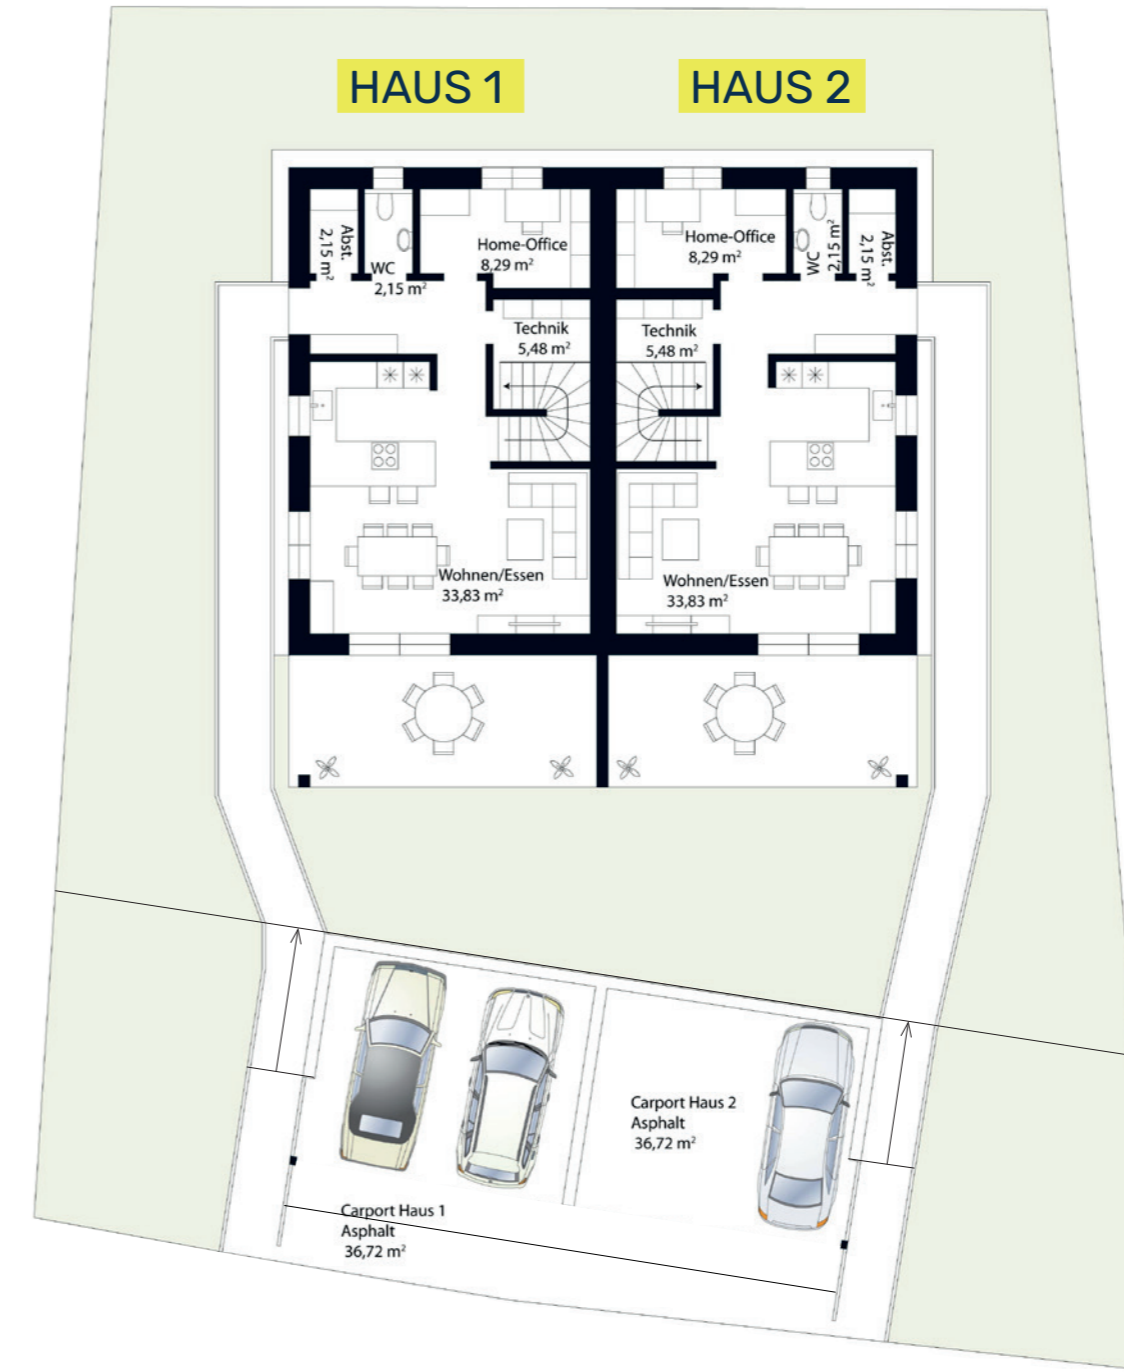 HAUS 1
HAUS 2
Abst.
2,15 m²
WC
2,15 m²
Home-Office
8,29 m²
Home-Office
8,29 m²
WC
2,15 m²
Abst.
2,15 m²
Technik
5,48 m²
Technik
5,48 m²
Wohnen/Essen
33,83 m²
Wohnen/Essen
33,83 m²
Carport Haus 2
Asphalt
36,72 m²
Carport Haus 1
Asphalt
36,72 m²